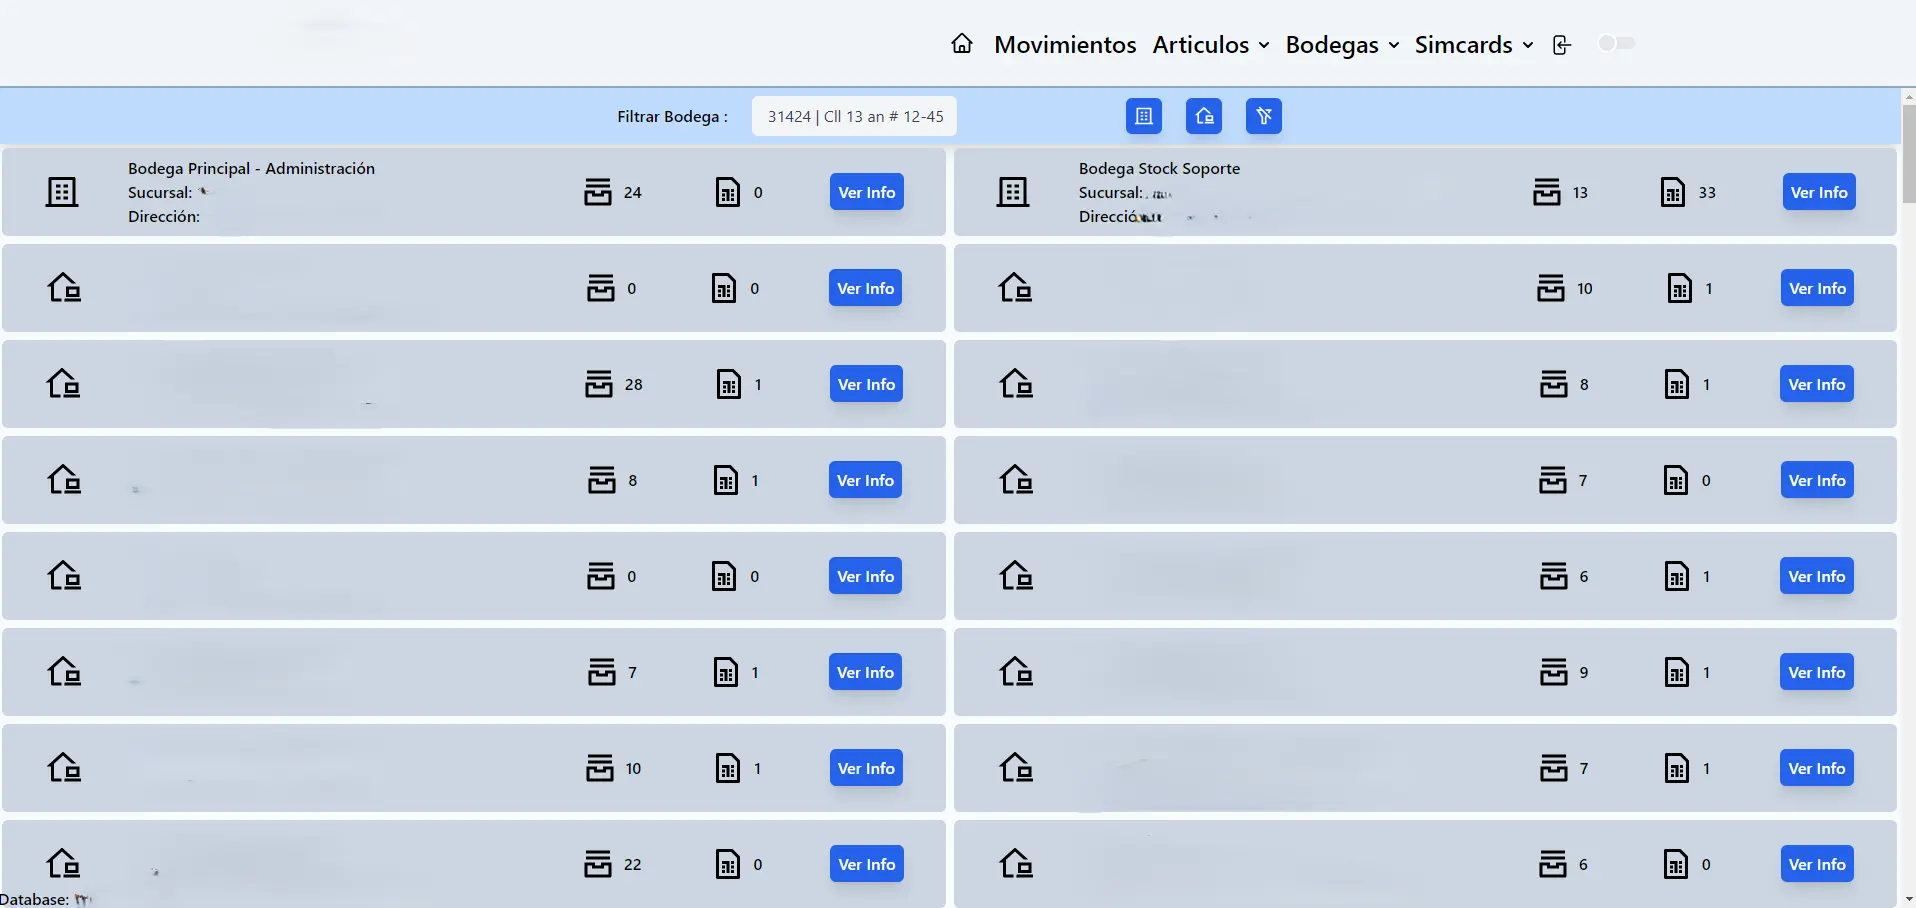 Movimientos Articulos Bodegas Simcards
Filtrar Bodega : 31424 | Cll 13 an # 12-45
Bodega Principal - Administración
Sucursal:
Dirección:
24 0 Ver Info
Bodega Stock Soporte
Sucursal:
13 33 Ver Info
0 0 Ver Info
10 1 Ver Info
28 1 Ver Info
8 1 Ver Info
8 1 Ver Info
7 0 Ver Info
0 0 Ver Info
6 1 Ver Info
7 1 Ver Info
9 1 Ver Info
10 1 Ver Info
7 1 Ver Info
22 0 Ver Info
6 0 Ver Info
Database: